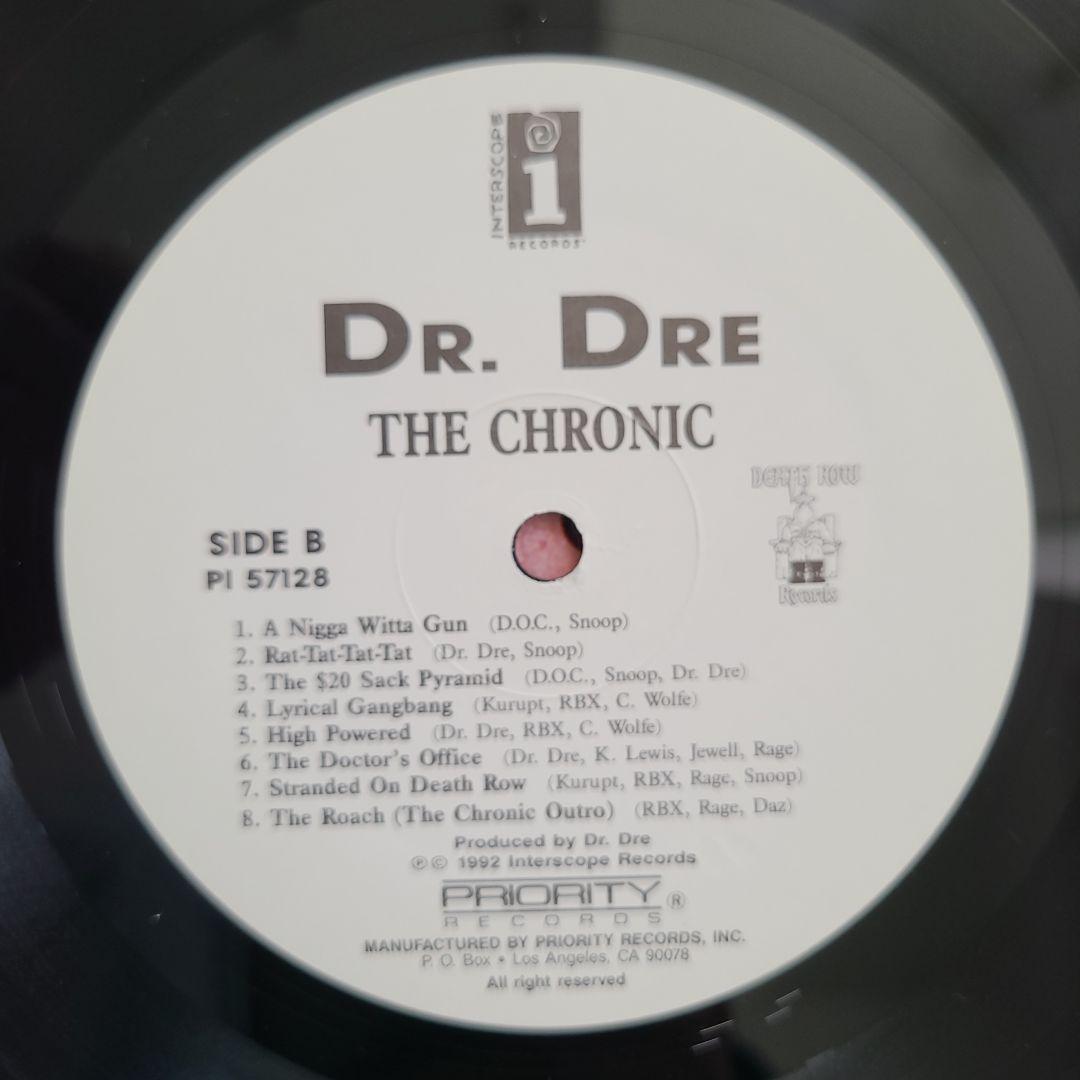 INTERSCOPE
i
RECORDS
DR. DRE
THE CHRONIC
DEATH ROW
Records
SIDE B
PI 57128
1. A Nigga Witta Gun (D.O.C., Snoop)
2. Rat-Tat-Tat-Tat (Dr. Dre, Snoop)
3. The $20 Sack Pyramid (D.O.C., Snoop, Dr. Dre)
4. Lyrical Gangbang (Kurupt, RBX, C. Wolfe)
5. High Powered (Dr. Dre, RBX, C. Wolfe)
6. The Doctor's Office (Dr. Dre, K. Lewis, Jewell, Rage)
7. Stranded On Death Row (Kurupt, RBX, Rage, Snoop)
8. The Roach (The Chronic Outro) (RBX, Rage, Daz)
Produced by Dr. Dre
℗© 1992 Interscope Records
PRIORITY ®
RECORDS
MANUFACTURED BY PRIORITY RECORDS, INC.
P. O. Box • Los Angeles, CA 90078
All right reserved